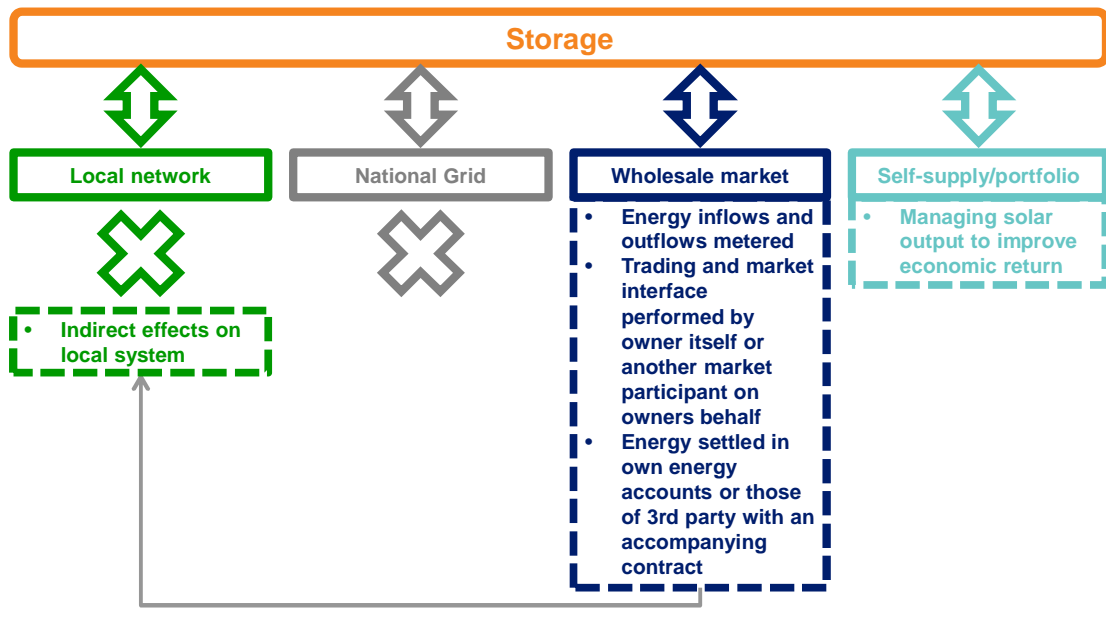 Storage
Local network
National Grid
Wholesale market
Self-supply/portfolio
• Indirect effects on
local system
• Energy inflows and
outflows metered
• Trading and market
interface
performed by
owner itself or
another market
participant on
owners behalf
• Energy settled in
own energy
accounts or those
of 3rd party with an
accompanying
contract
• Managing solar
output to improve
economic return